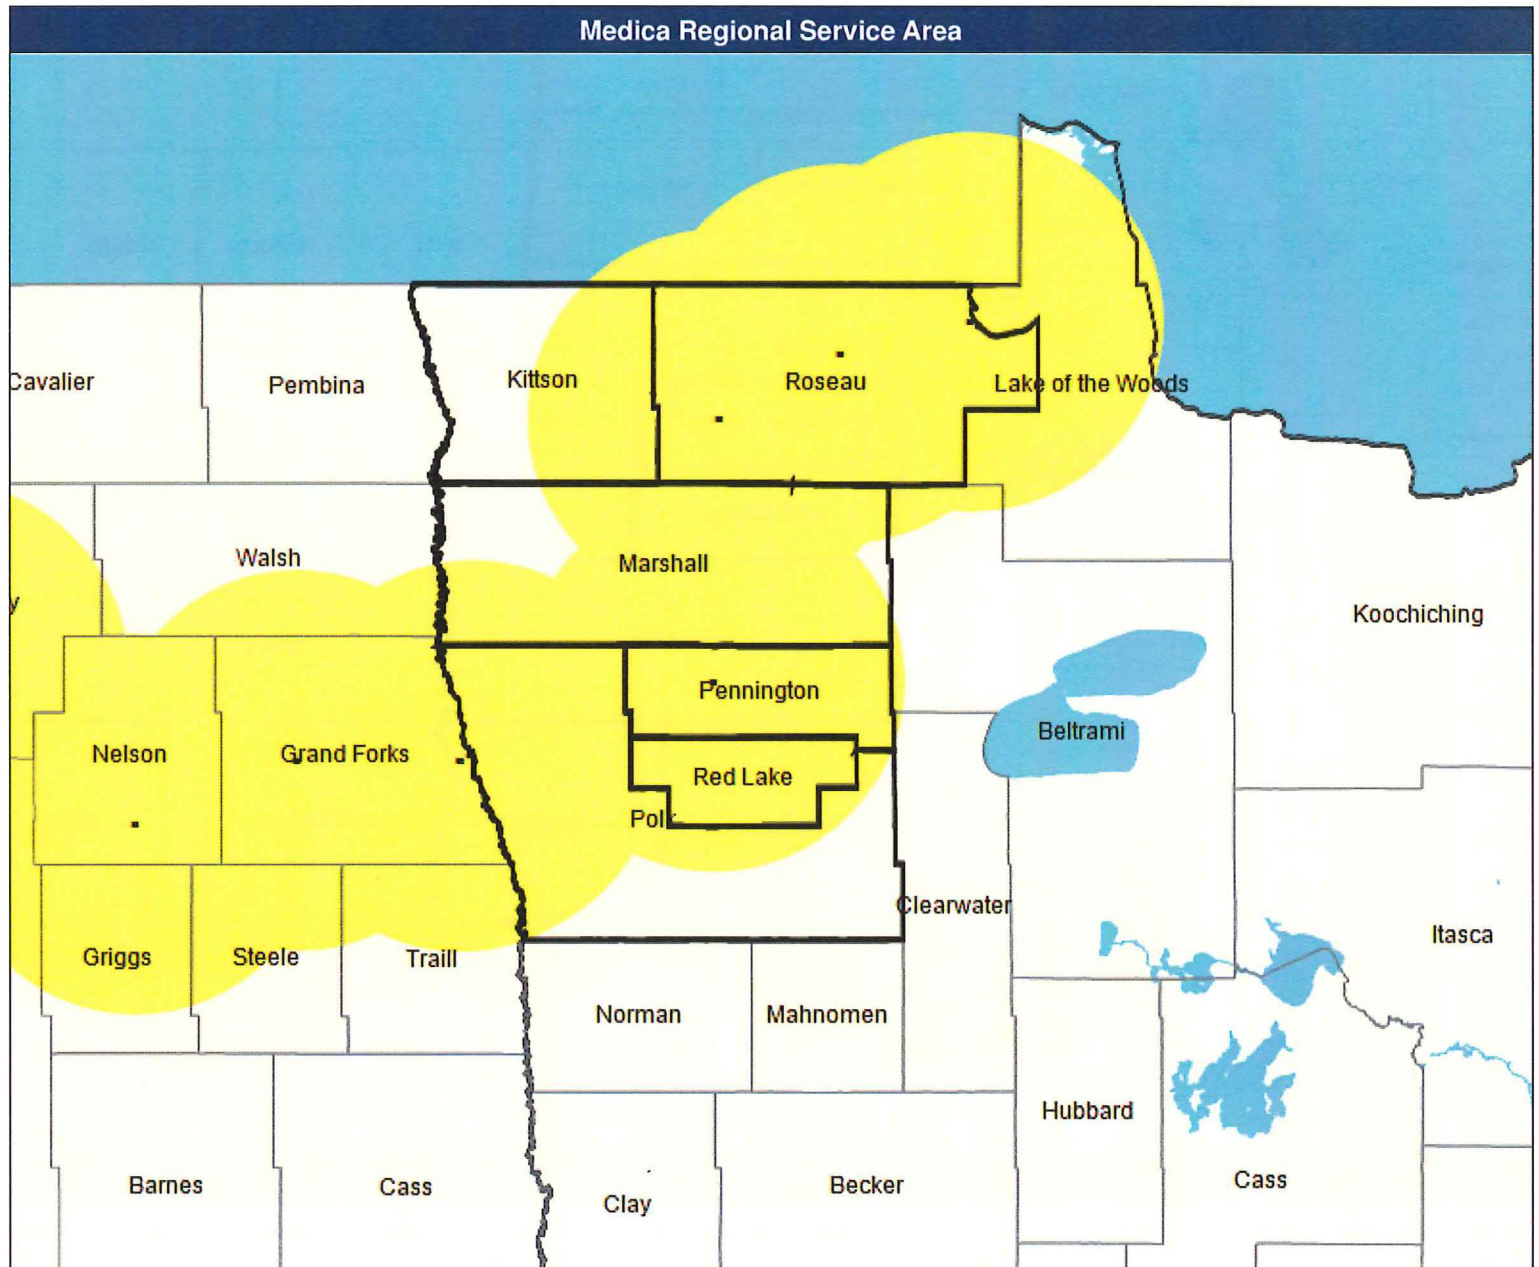 Medica Regional Service Area
Cavalier
Pembina
Kittson
Roseau
Lake of the Woods
Walsh
Marshall
y
Koochiching
Pennington
Nelson
Grand Forks
Beltrami
Red Lake
Polk
Clearwater
Griggs
Steele
Traill
Itasca
Norman
Mahnomen
Hubbard
Barnes
Cass
Clay
Becker
Cass